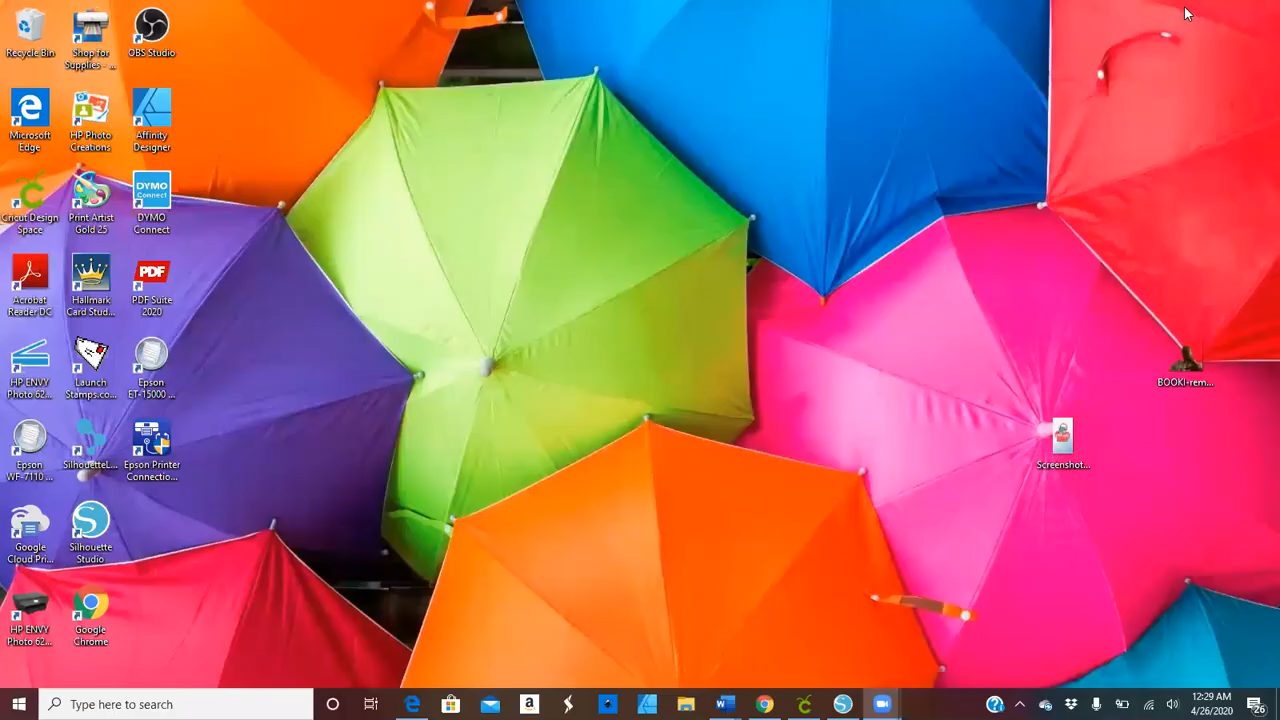 Recycle Bin
Shop for
Supplies - ...
OBS Studio
Microsoft
Edge
HP Photo
Creations
Affinity
Designer
Cricut Design
Space
Print Artist
Gold 25
DYMO
Connect
DYMO
Connect
Acrobat
Reader DC
Hallmark
Card Stud...
PDF
PDF Suite
2020
HP ENVY
Photo 62...
Launch
Stamps.co...
Epson
ET-15000 ...
Epson
WF-7110 ...
SilhouetteL...
Epson Printer
Connectio...
Google
Cloud Pri...
Silhouette
Studio
HP ENVY
Photo 62...
Google
Chrome
BOOKI-rem...
Screenshot...
Type here to search
12:29 AM
4/26/2020
26